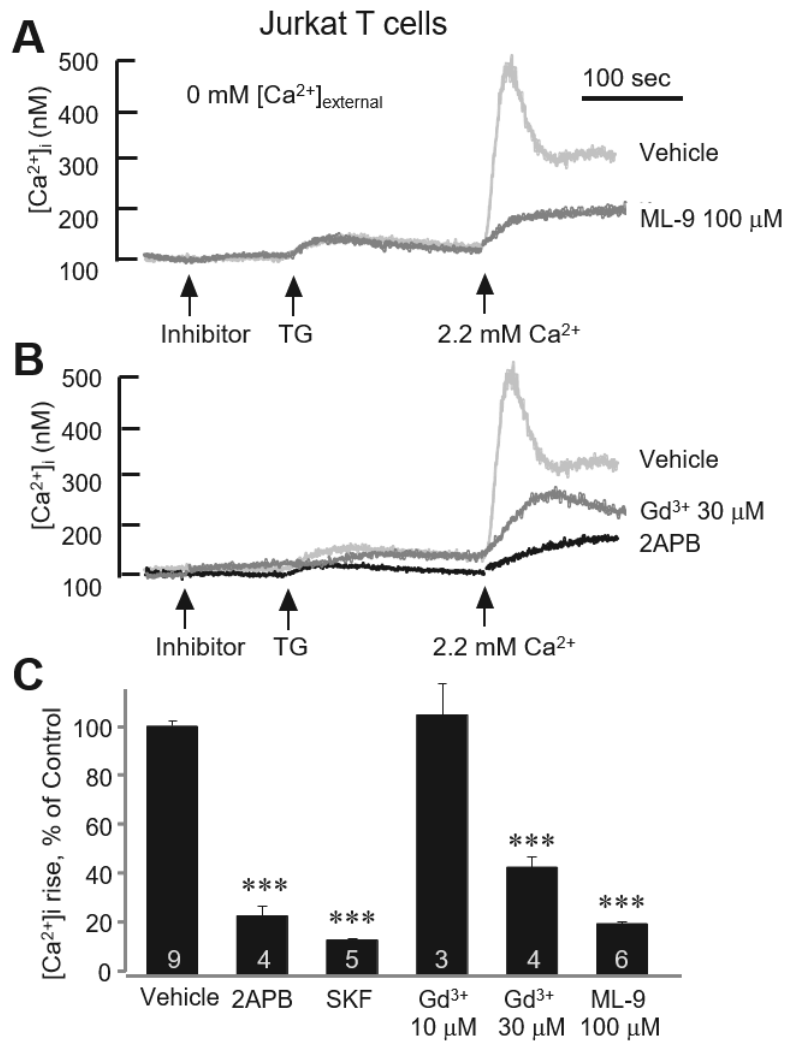 Jurkat T cells
A
500
400
300
200
100
[Ca²⁺]ᵢ (nM)
0 mM [Ca²⁺]external
100 sec
Vehicle
ML-9 100 μM
Inhibitor TG 2.2 mM Ca²⁺
B
500
400
300
200
100
[Ca²⁺]ᵢ (nM)
Vehicle
Gd³⁺ 30 μM
2APB
Inhibitor TG 2.2 mM Ca²⁺
C
[Ca²⁺]i rise, % of Control
100
80
60
40
20
0
*** *** *** ***
9 4 5 3 4 6
Vehicle 2APB SKF Gd³⁺ Gd³⁺ ML-9
10 μM 30 μM 100 μM